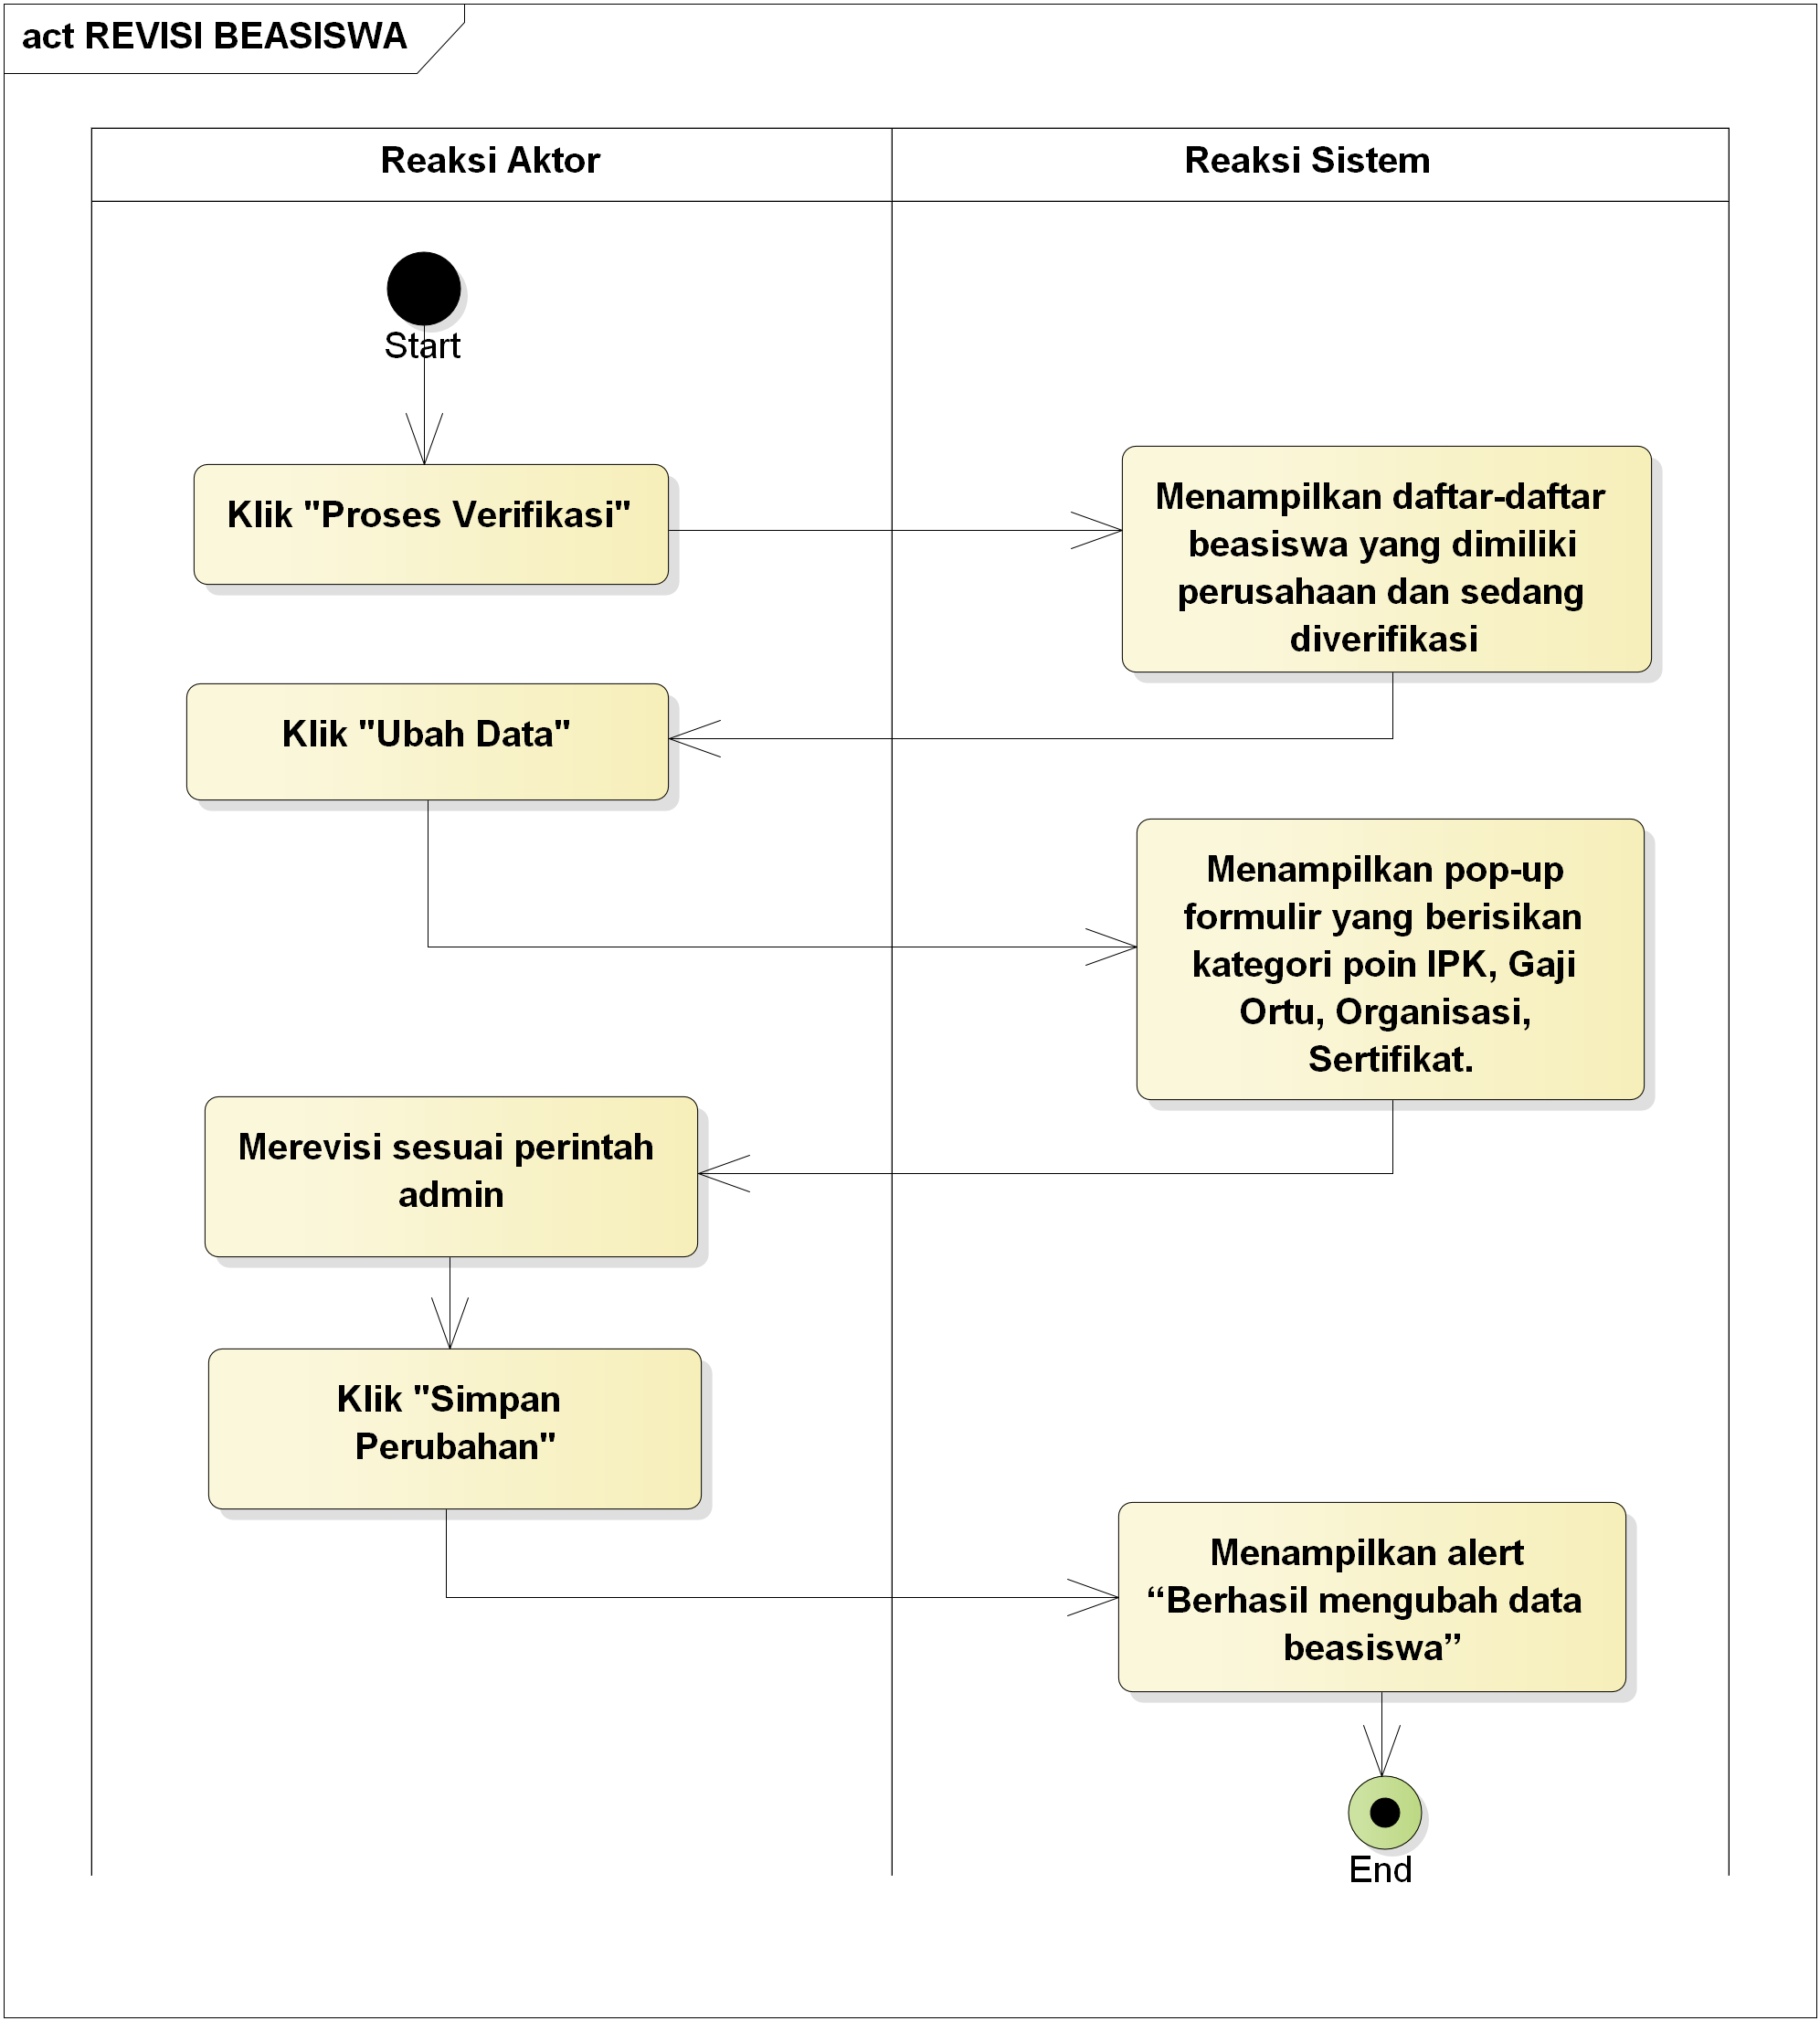 act REVISI BEASISWA
Reaksi Aktor
Reaksi Sistem
Start
Klik "Proses Verifikasi"
Menampilkan daftar-daftar
beasiswa yang dimiliki
perusahaan dan sedang
diverifikasi
Klik "Ubah Data"
Menampilkan pop-up
formulir yang berisikan
kategori poin IPK, Gaji
Ortu, Organisasi,
Sertifikat.
Merevisi sesuai perintah
admin
Klik "Simpan
Perubahan"
Menampilkan alert
“Berhasil mengubah data
beasiswa”
End